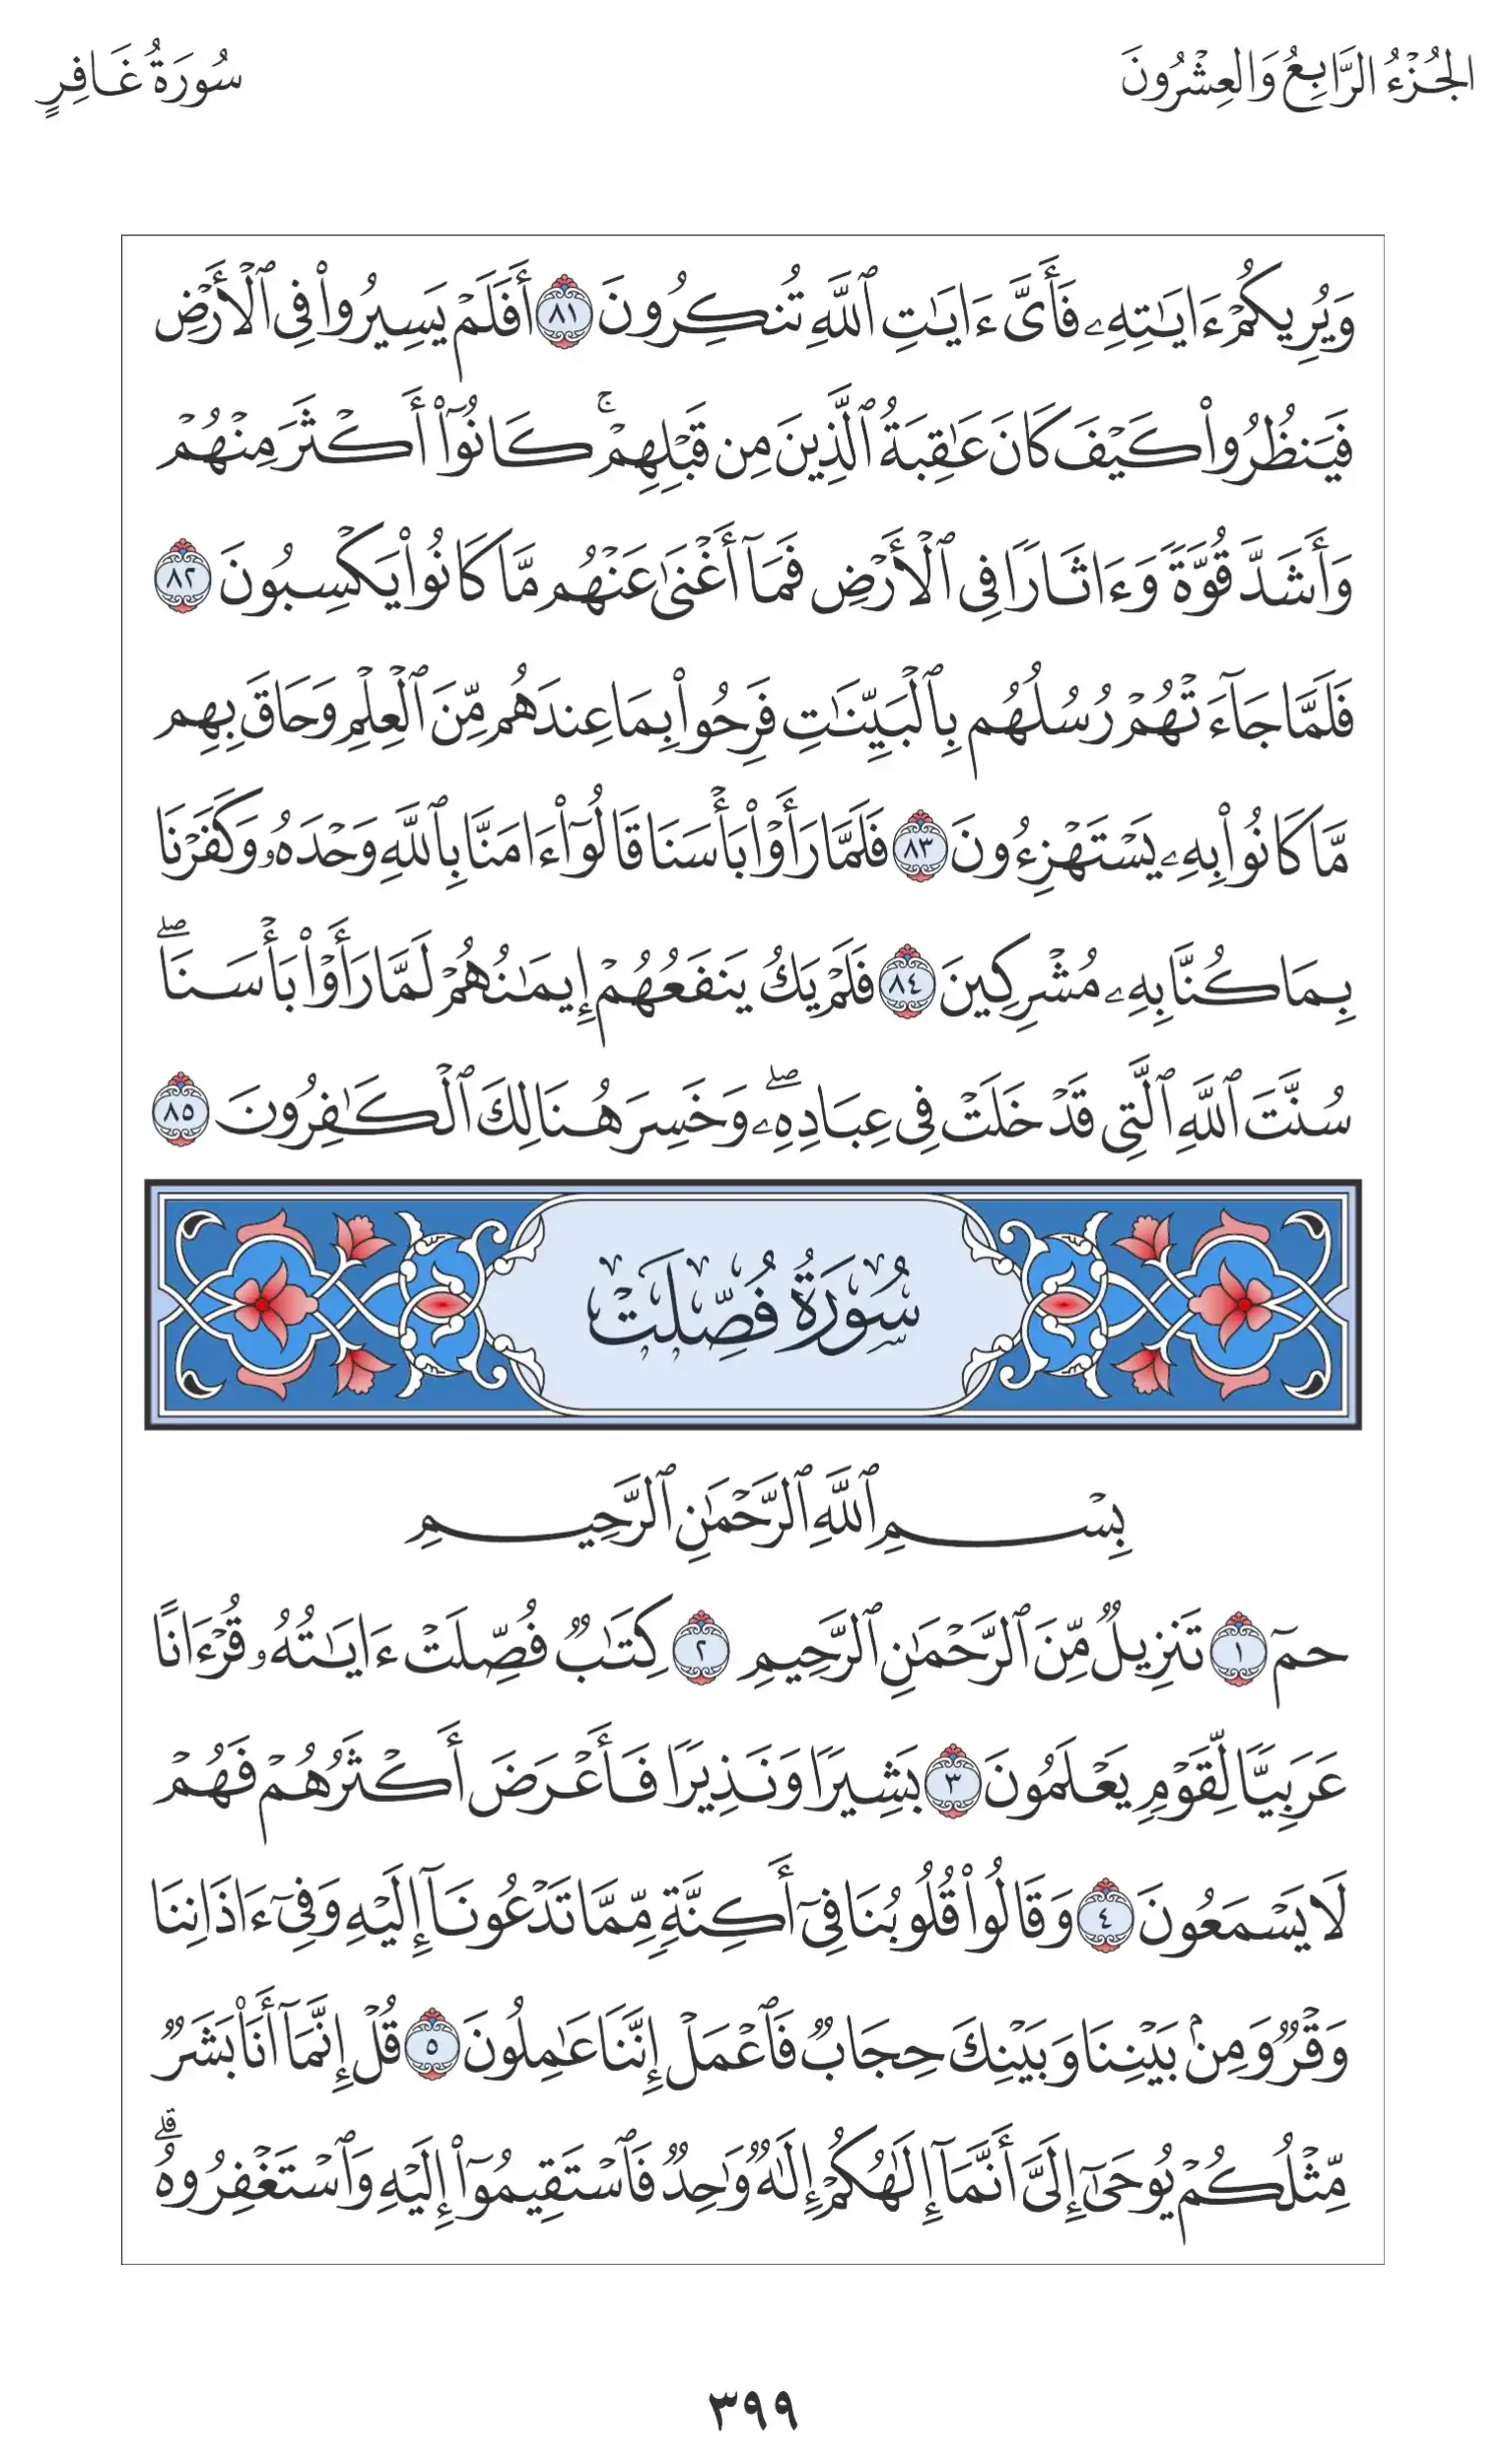 الجُزْءُ الرَّابِعُ وَالعِشْرُونَ
سُورَةُ غَافِرٍ
وَيُرِيكُمْ ءَايَٰتِهِۦ فَأَىَّ ءَايَٰتِ ٱللَّهِ تُنكِرُونَ ٨١ أَفَلَمْ يَسِيرُوا۟ فِى ٱلْأَرْضِ
فَيَنظُرُوا۟ كَيْفَ كَانَ عَٰقِبَةُ ٱلَّذِينَ مِن قَبْلِهِمْ ۚ كَانُوٓا۟ أَكْثَرَ مِنْهُمْ
وَأَشَدَّ قُوَّةً وَءَاثَارًا فِى ٱلْأَرْضِ فَمَآ أَغْنَىٰ عَنْهُم مَّا كَانُوا۟ يَكْسِبُونَ ٨٢
فَلَمَّا جَآءَتْهُمْ رُسُلُهُم بِٱلْبَيِّنَٰتِ فَرِحُوا۟ بِمَا عِندَهُم مِّنَ ٱلْعِلْمِ وَحَاقَ بِهِم
مَّا كَانُوا۟ بِهِۦ يَسْتَهْزِءُونَ ٨٣ فَلَمَّا رَأَوْا۟ بَأْسَنَا قَالُوٓا۟ ءَامَنَّا بِٱللَّهِ وَحْدَهُۥ وَكَفَرْنَا
بِمَا كُنَّا بِهِۦ مُشْرِكِينَ ٨٤ فَلَمْ يَكُ يَنفَعُهُمْ إِيمَٰنُهُمْ لَمَّا رَأَوْا۟ بَأْسَنَا ۖ
سُنَّتَ ٱللَّهِ ٱلَّتِى قَدْ خَلَتْ فِى عِبَادِهِۦ ۖ وَخَسِرَ هُنَالِكَ ٱلْكَٰفِرُونَ ٨٥
سُورَةُ فُصِّلَتْ
بِسْمِ ٱللَّهِ ٱلرَّحْمَٰنِ ٱلرَّحِيمِ
حمٓ ١ تَنزِيلٌ مِّنَ ٱلرَّحْمَٰنِ ٱلرَّحِيمِ ٢ كِتَٰبٌ فُصِّلَتْ ءَايَٰتُهُۥ قُرْءَانًا
عَرَبِيًّا لِّقَوْمٍ يَعْلَمُونَ ٣ بَشِيرًا وَنَذِيرًا فَأَعْرَضَ أَكْثَرُهُمْ فَهُمْ
لَا يَسْمَعُونَ ٤ وَقَالُوا۟ قُلُوبُنَا فِىٓ أَكِنَّةٍ مِّمَّا تَدْعُونَآ إِلَيْهِ وَفِىٓ ءَاذَانِنَا
وَقْرٌ وَمِنۢ بَيْنِنَا وَبَيْنِكَ حِجَابٌ فَٱعْمَلْ إِنَّنَا عَٰمِلُونَ ٥ قُلْ إِنَّمَآ أَنَا۠ بَشَرٌ
مِّثْلُكُمْ يُوحَىٰٓ إِلَىَّ أَنَّمَآ إِلَٰهُكُمْ إِلَٰهٌ وَٰحِدٌ فَٱسْتَقِيمُوٓا۟ إِلَيْهِ وَٱسْتَغْفِرُوهُ ۗ
٣٩٩